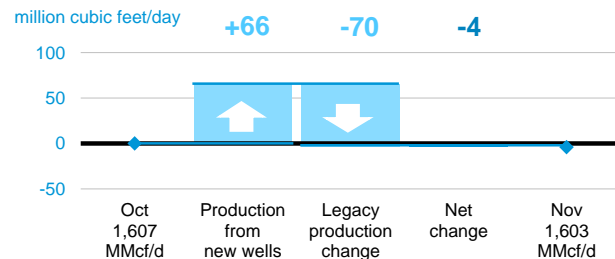 million cubic feet/day
+66
-70
-4
100
50
0
-50
Oct
1,607
MMcf/d
Production
from
new wells
Legacy
production
change
Net
change
Nov
1,603
MMcf/d